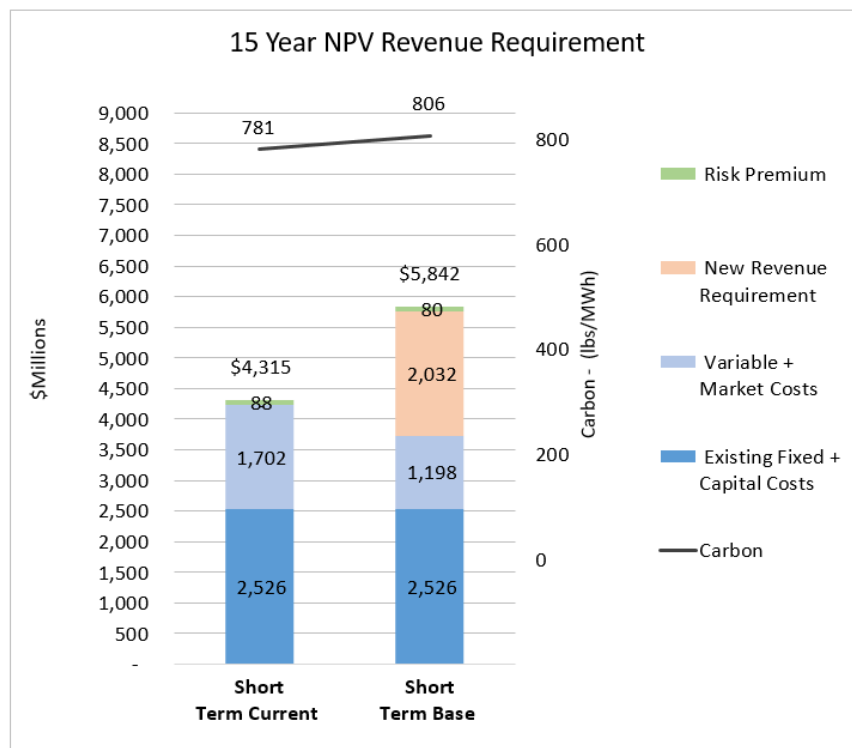 15 Year NPV Revenue Requirement
$Millions
9,000
8,500
8,000
7,500
7,000
6,500
6,000
5,500
5,000
4,500
4,000
3,500
3,000
2,500
2,000
1,500
1,000
500
-
781
806
$4,315
88
1,702
2,526
$5,842
80
2,032
1,198
2,526
Short
Term Current
Short
Term Base
800
600
400
200
0
Carbon - (lbs/MWh)
Risk Premium
New Revenue
Requirement
Variable +
Market Costs
Existing Fixed +
Capital Costs
Carbon